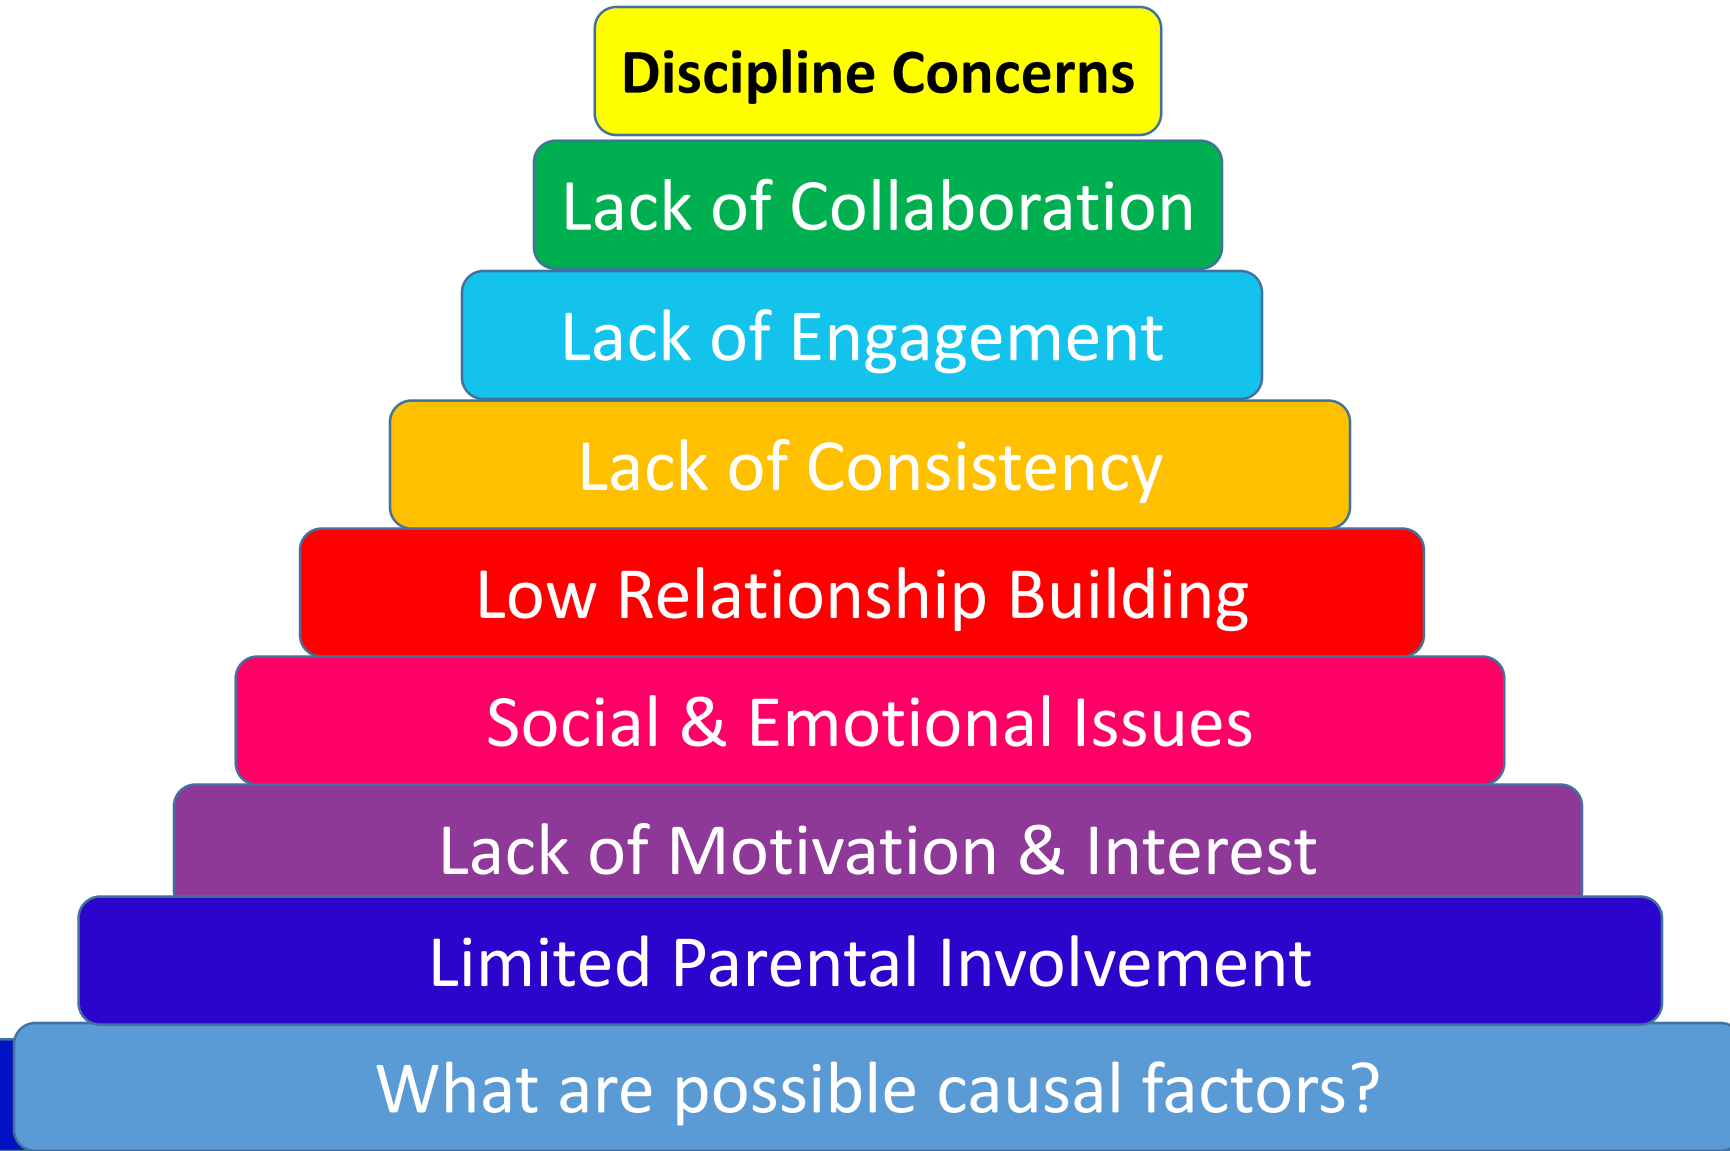 Discipline Concerns
Lack of Collaboration
Lack of Engagement
Lack of Consistency
Low Relationship Building
Social & Emotional Issues
Lack of Motivation & Interest
Limited Parental Involvement
What are possible causal factors?